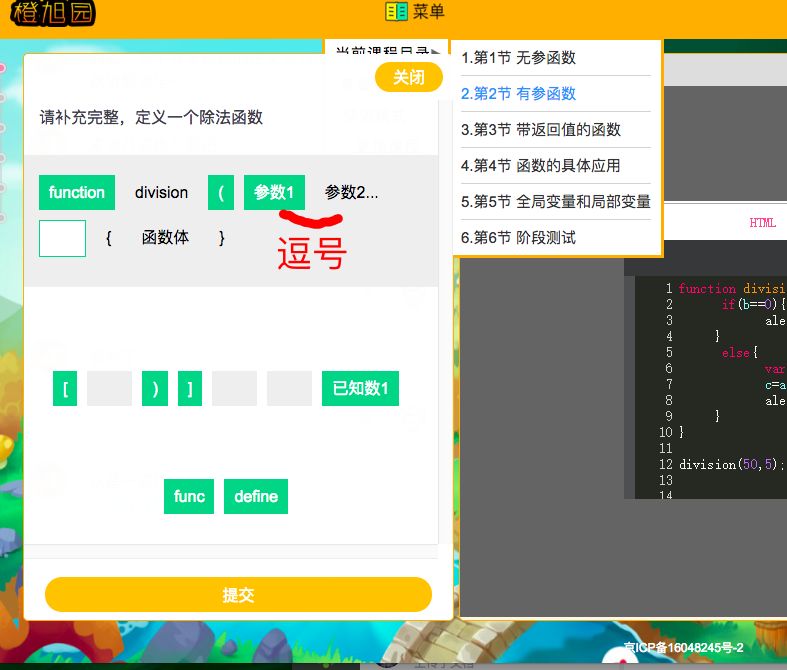 橙旭园
菜单
当前课程目录▶
关闭
请补充完整，定义一个除法函数
function division ( 参数1 参数2...
{ 函数体 }
逗号
[ ) ] 已知数1
func define
提交
1.第1节 无参函数
2.第2节 有参函数
3.第3节 带返回值的函数
4.第4节 函数的具体应用
5.第5节 全局变量和局部变量
6.第6节 阶段测试
HTML
1 function divisi
2 if(b==0){
3 ale
4 }
5 else{
6 var
7 c=a
8 ale
9 }
10 }
11
12 division(50,5);
13
14
京ICP备16048245号-2